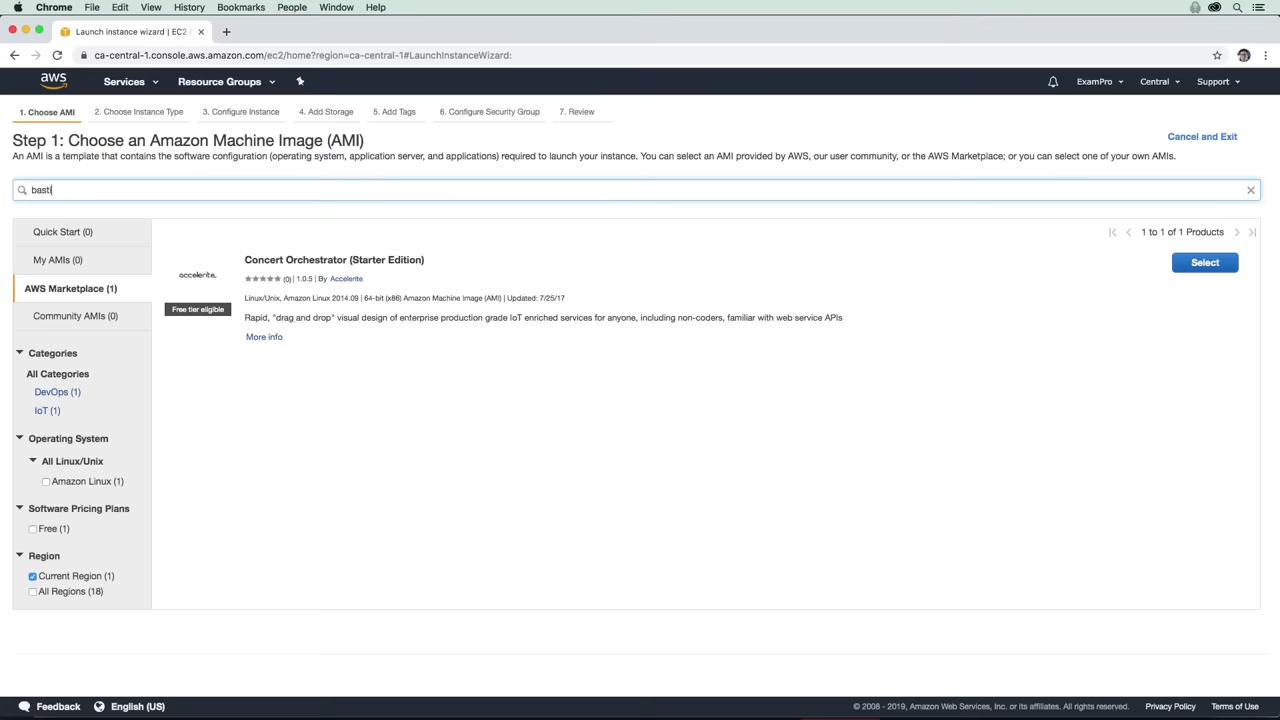 Chrome File Edit View History Bookmarks People Window Help
Launch instance wizard | EC2
ca-central-1.console.aws.amazon.com/ec2/home?region=ca-central-1#LaunchInstanceWizard:
aws Services Resource Groups ExamPro Central Support
1. Choose AMI 2. Choose Instance Type 3. Configure Instance 4. Add Storage 5. Add Tags 6. Configure Security Group 7. Review
Step 1: Choose an Amazon Machine Image (AMI)
Cancel and Exit
An AMI is a template that contains the software configuration (operating system, application server, and applications) required to launch your instance. You can select an AMI provided by AWS, our user community, or the AWS Marketplace; or you can select one of your own AMIs.
basti
Quick Start (0)
My AMIs (0)
AWS Marketplace (1)
Community AMIs (0)
Categories
All Categories
DevOps (1)
IoT (1)
Operating System
All Linux/Unix
Amazon Linux (1)
Software Pricing Plans
Free (1)
Region
Current Region (1)
All Regions (18)
1 to 1 of 1 Products
accelerite.
Free tier eligible
Concert Orchestrator (Starter Edition)
(0) | 1.0.5 | By Accelerite
Linux/Unix, Amazon Linux 2014.09 | 64-bit (x86) Amazon Machine Image (AMI) | Updated: 7/25/17
Rapid, "drag and drop" visual design of enterprise production grade IoT enriched services for anyone, including non-coders, familiar with web service APIs
More info
Select
Feedback English (US)
© 2008 - 2019, Amazon Web Services, Inc. or its affiliates. All rights reserved. Privacy Policy Terms of Use